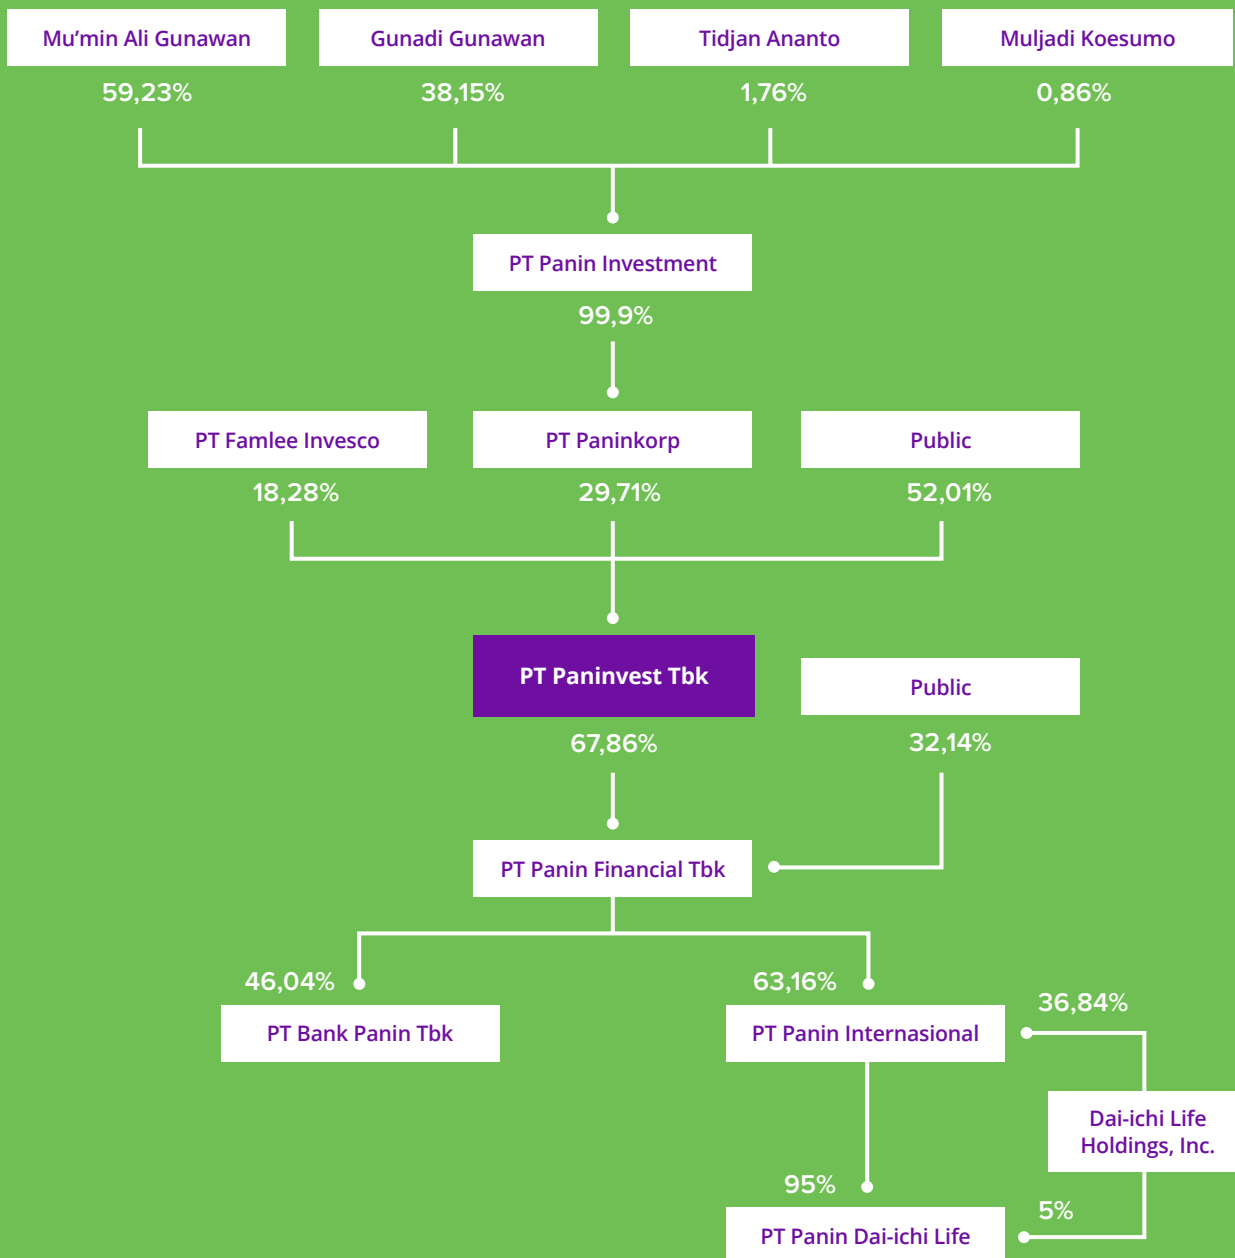 Mu’min Ali Gunawan
Gunadi Gunawan
Tidjan Ananto
Muljadi Koesumo
59,23%
38,15%
1,76%
0,86%
PT Panin Investment
99,9%
PT Famlee Invesco
PT Paninkorp
Public
18,28%
29,71%
52,01%
PT Paninvest Tbk
Public
67,86%
32,14%
PT Panin Financial Tbk
46,04%
63,16%
36,84%
PT Bank Panin Tbk
PT Panin Internasional
Dai-ichi Life
Holdings, Inc.
95%
5%
PT Panin Dai-ichi Life